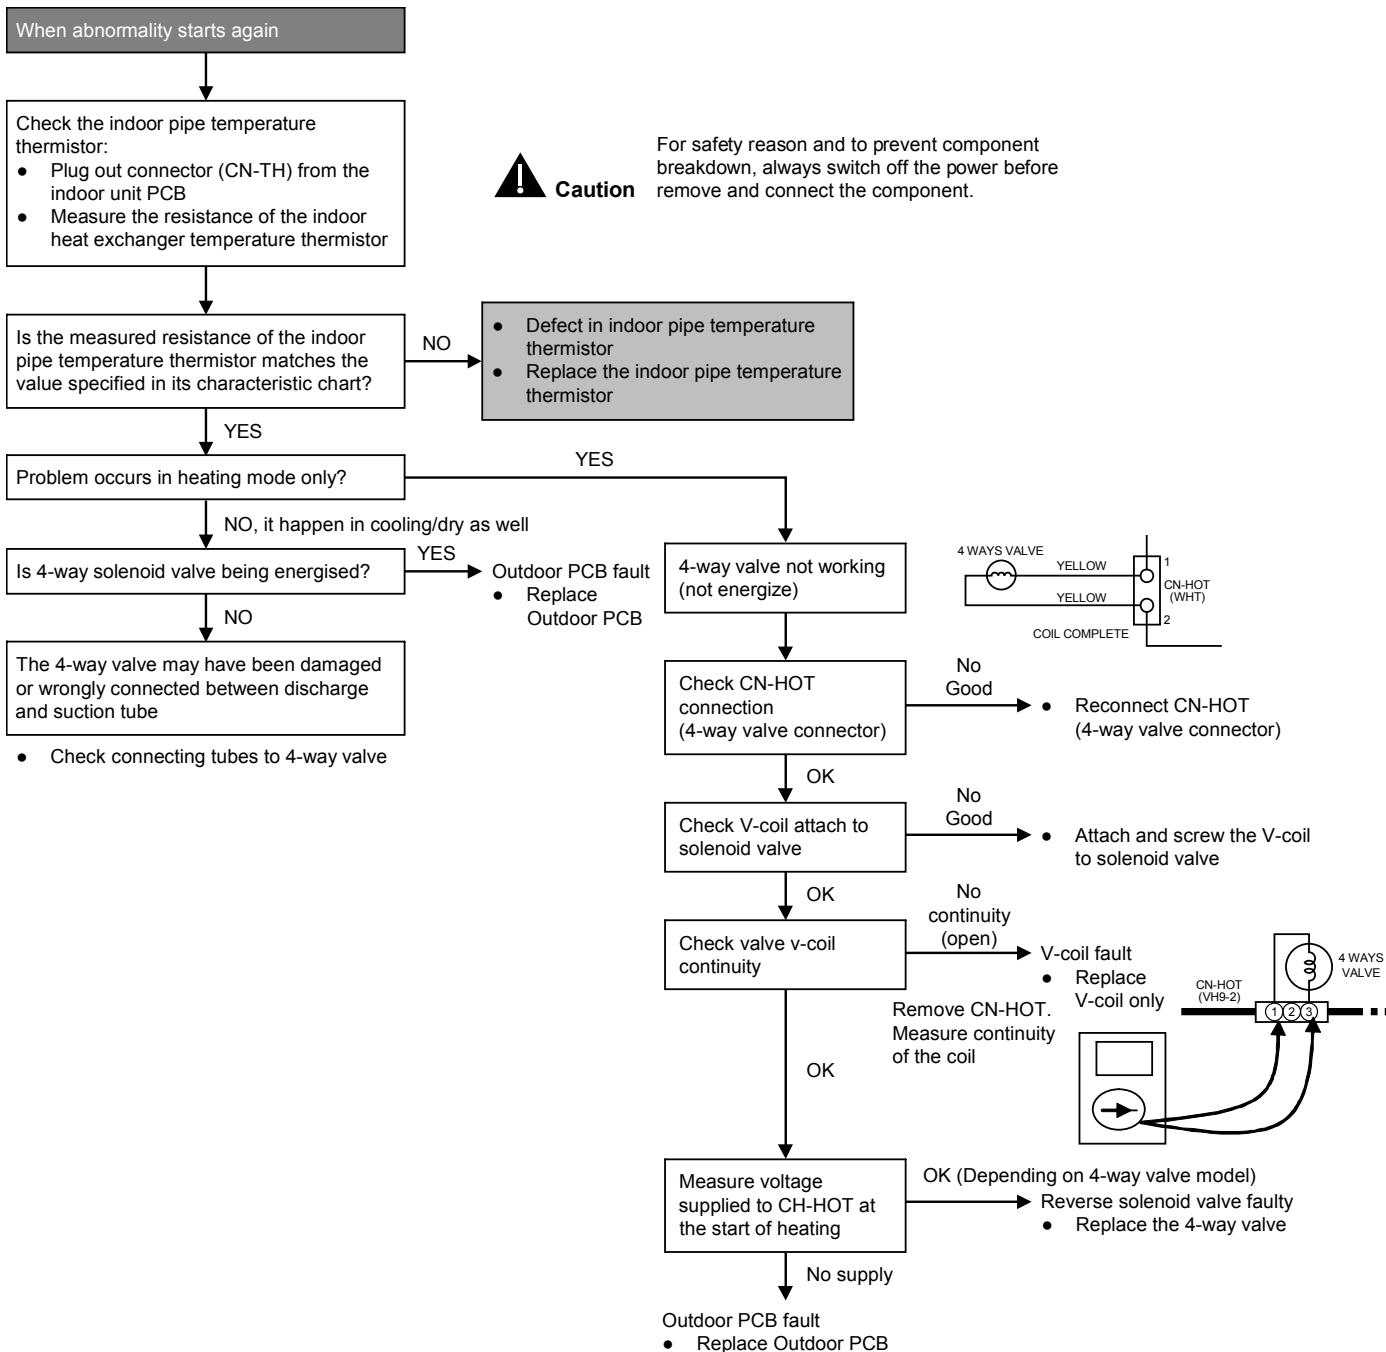 When abnormality starts again
Check the indoor pipe temperature
thermistor:
● Plug out connector (CN-TH) from the
indoor unit PCB
● Measure the resistance of the indoor
heat exchanger temperature thermistor
Caution
For safety reason and to prevent component
breakdown, always switch off the power before
remove and connect the component.
Is the measured resistance of the indoor
pipe temperature thermistor matches the
value specified in its characteristic chart?
NO
● Defect in indoor pipe temperature
thermistor
● Replace the indoor pipe temperature
thermistor
YES
Problem occurs in heating mode only?
YES
NO, it happen in cooling/dry as well
Is 4-way solenoid valve being energised?
YES
Outdoor PCB fault
● Replace
Outdoor PCB
NO
The 4-way valve may have been damaged
or wrongly connected between discharge
and suction tube
● Check connecting tubes to 4-way valve
4-way valve not working
(not energize)
4 WAYS VALVE
YELLOW
YELLOW
1
CN-HOT
(WHT)
2
COIL COMPLETE
Check CN-HOT
connection
(4-way valve connector)
No
Good
● Reconnect CN-HOT
(4-way valve connector)
OK
Check V-coil attach to
solenoid valve
No
Good
● Attach and screw the V-coil
to solenoid valve
OK
Check valve v-coil
continuity
No
continuity
(open)
V-coil fault
● Replace
V-coil only
Remove CN-HOT.
Measure continuity
of the coil
CN-HOT
(VH9-2)
1 2 3
4 WAYS
VALVE
OK
Measure voltage
supplied to CH-HOT at
the start of heating
OK (Depending on 4-way valve model)
Reverse solenoid valve faulty
● Replace the 4-way valve
No supply
Outdoor PCB fault
● Replace Outdoor PCB